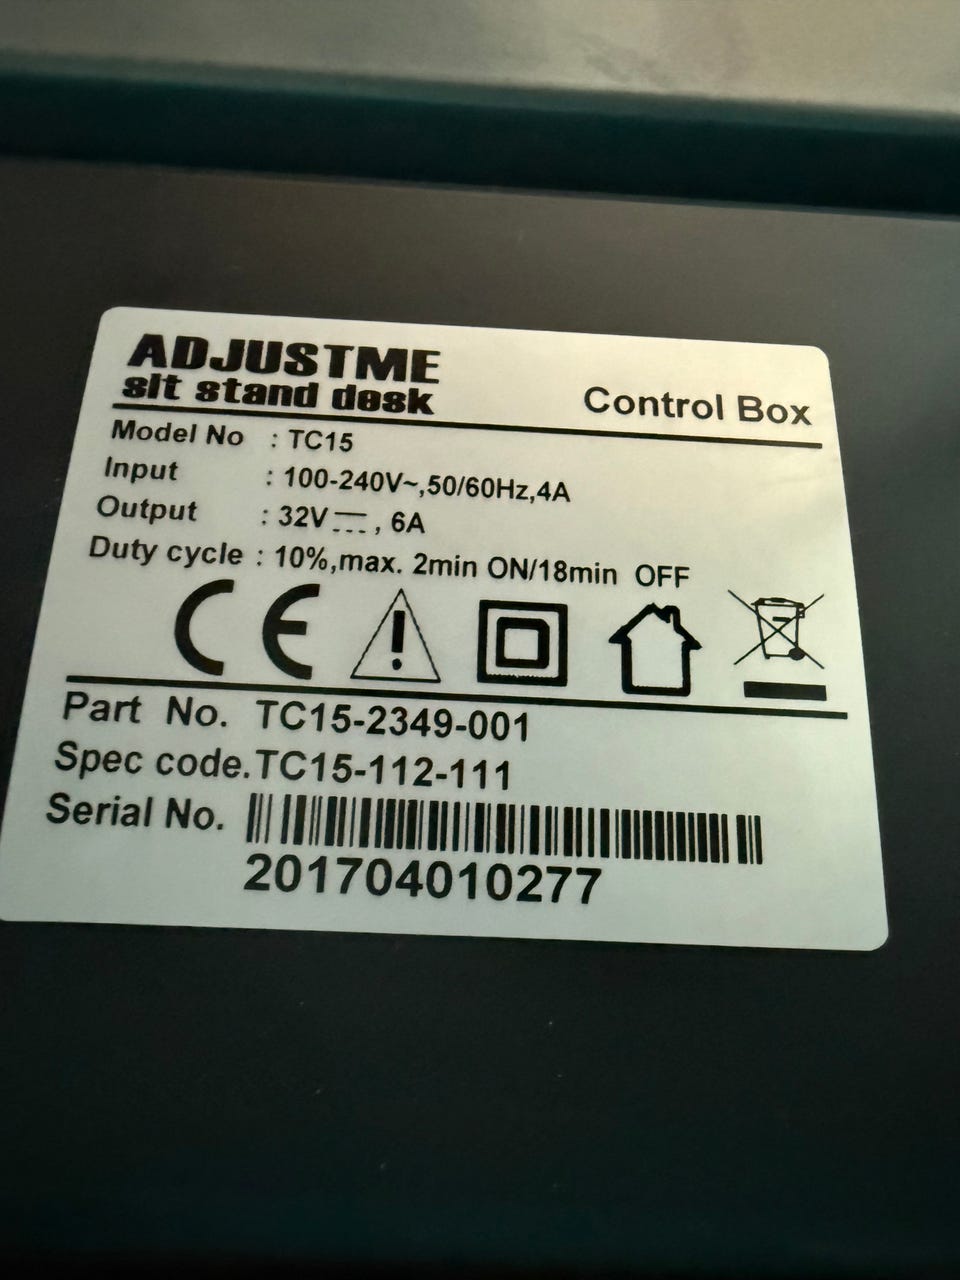 ADJUSTME
sit stand desk
Control Box
Model No : TC15
Input : 100-240V~,50/60Hz,4A
Output : 32V⎓, 6A
Duty cycle : 10%,max. 2min ON/18min OFF
CE
Part No. TC15-2349-001
Spec code.TC15-112-111
Serial No.
201704010277